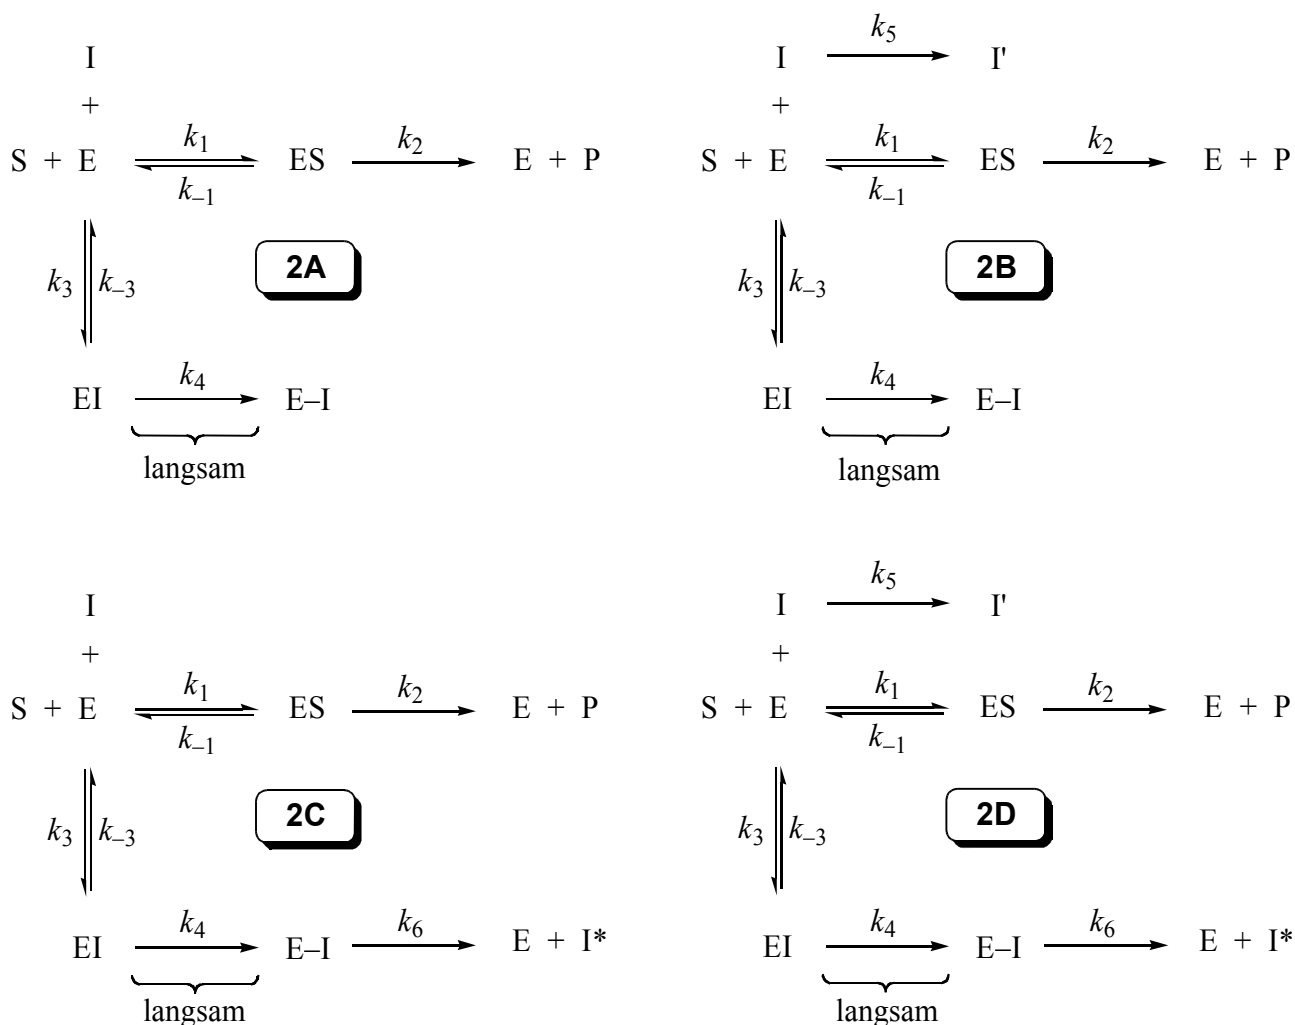 I
+
k1
S + E ES k2 E + P
k−1
2A
k3 k−3
EI k4 E–I
langsam
I k5 I'
+
k1
S + E ES k2 E + P
k−1
2B
k3 k−3
EI k4 E–I
langsam
I
+
k1
S + E ES k2 E + P
k−1
2C
k3 k−3
EI k4 E–I k6 E + I*
langsam
I k5 I'
+
k1
S + E ES k2 E + P
k−1
2D
k3 k−3
EI k4 E–I k6 E + I*
langsam